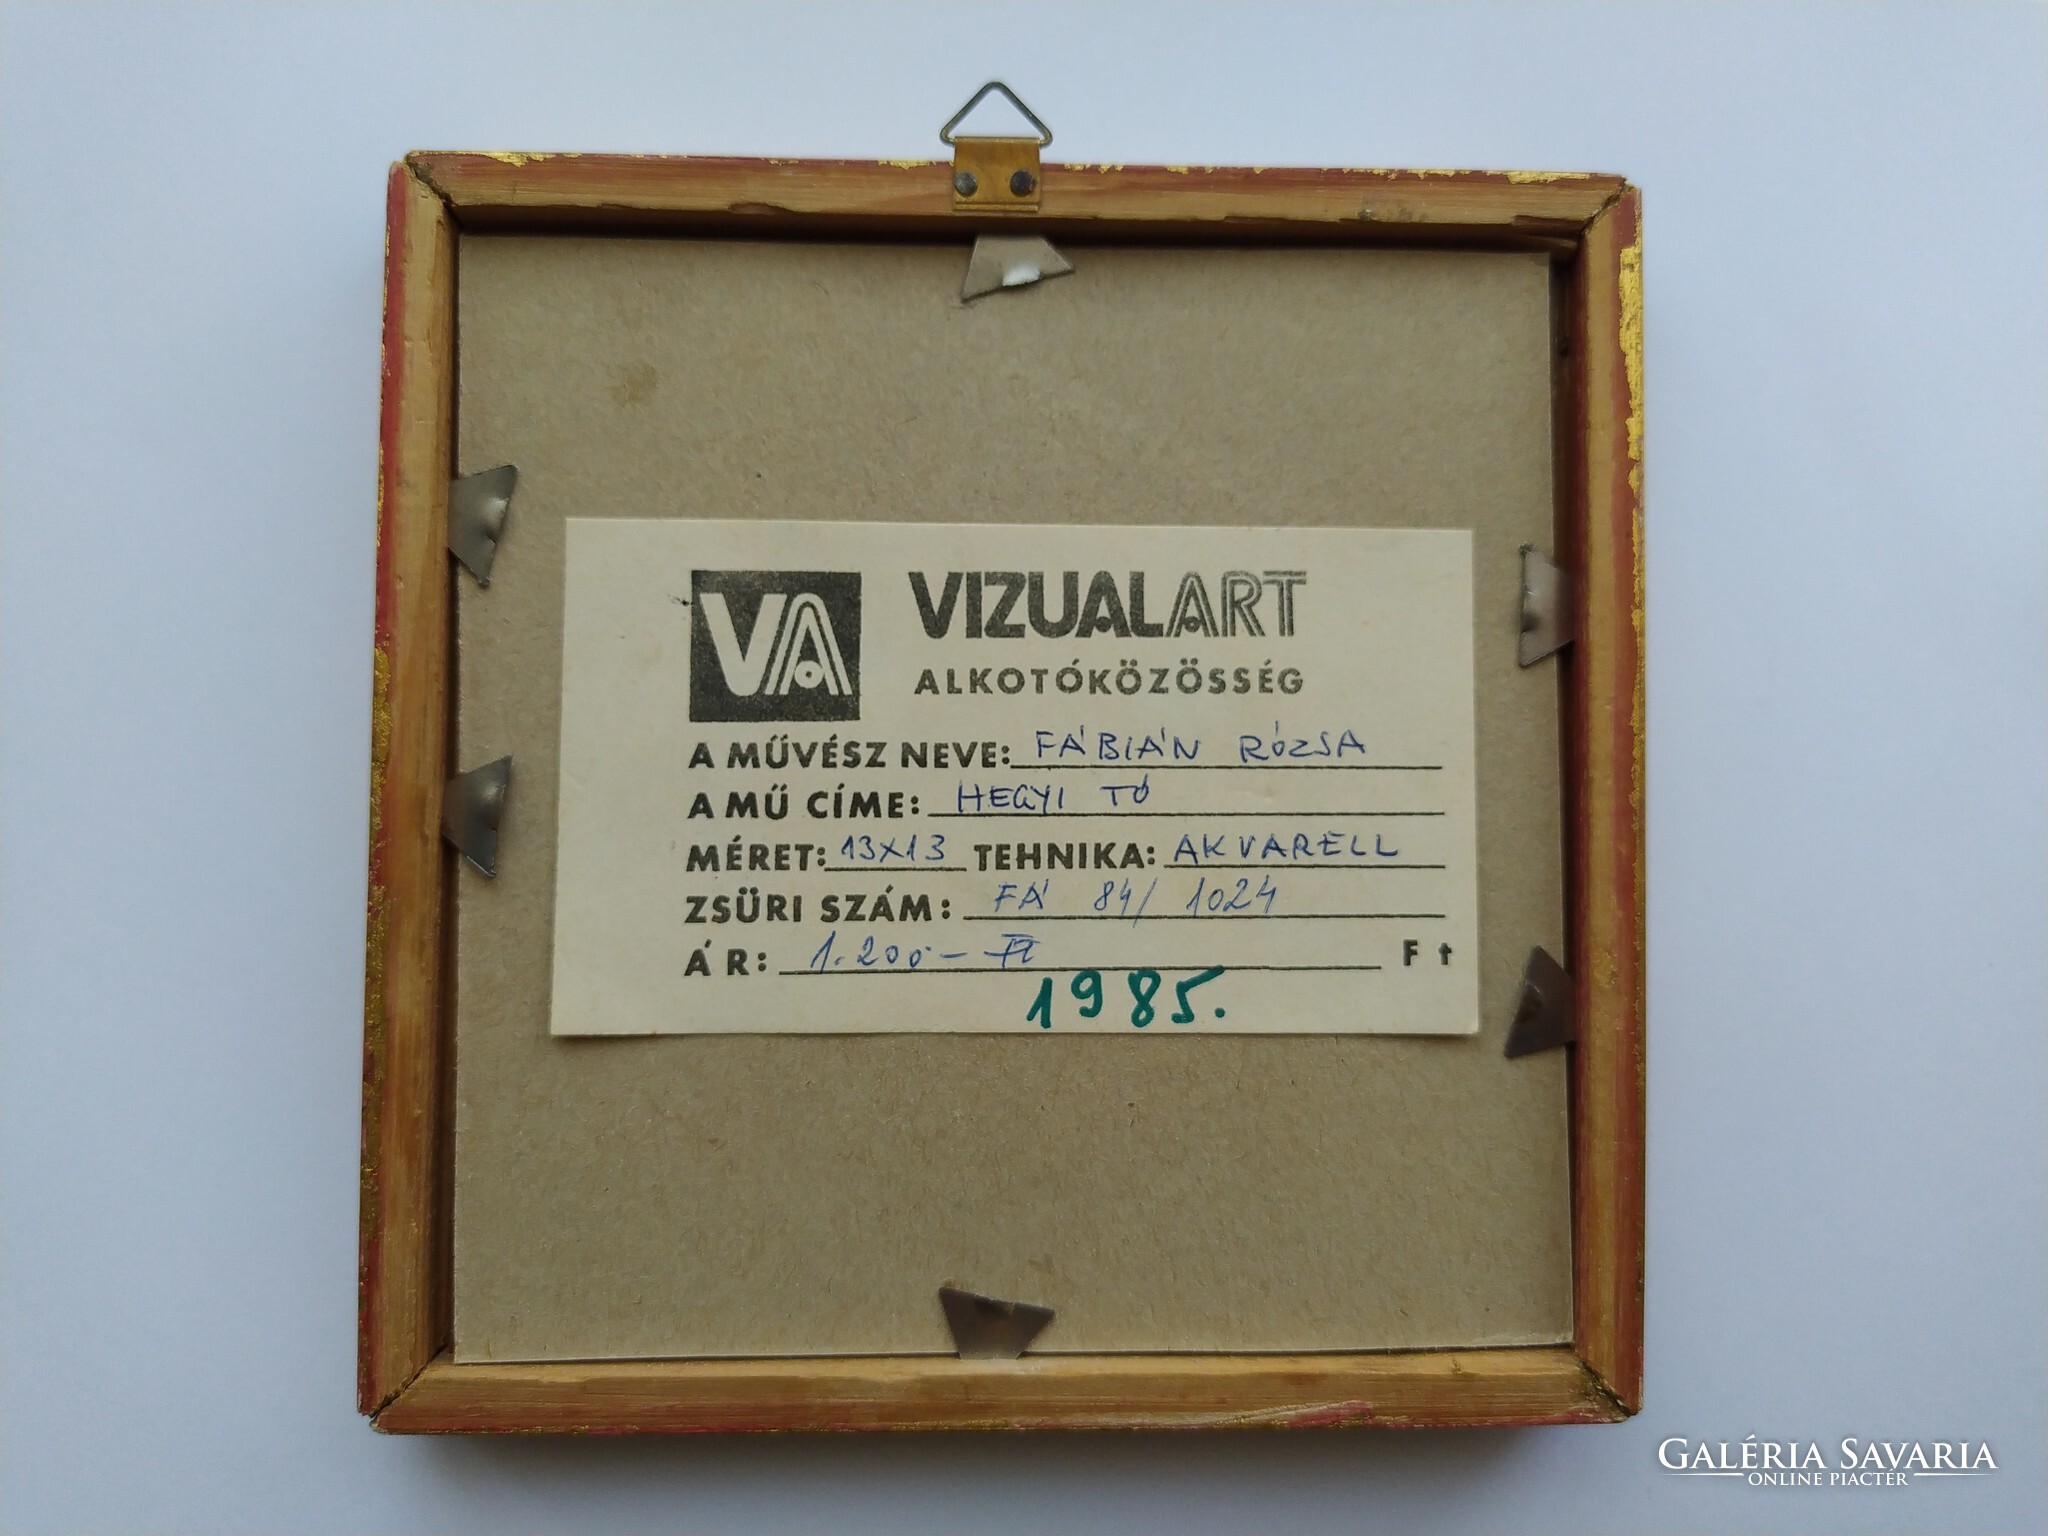 VA VIZUALART
ALKOTÓKÖZÖSSÉG
A MŰVÉSZ NEVE: FÁBIÁN RÓZSA
A MŰ CÍME: HEGYI TÓ
MÉRET: 13X13 TEHNIKA: AKVARELL
ZSÜRI SZÁM: FÁ 84/1024
ÁR: 1.200.- Ft Ft
1985.
GALÉRIA SAVARIA
ONLINE PIACTÉR